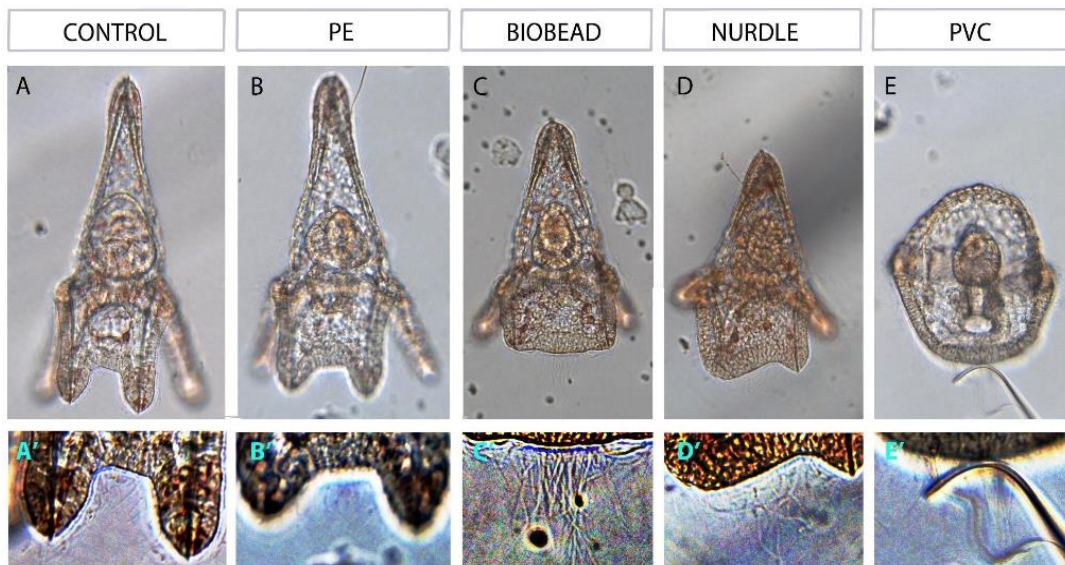 CONTROL PE BIOBEAD NURDLE PVC
A B C D E
A' B' C' D' E'